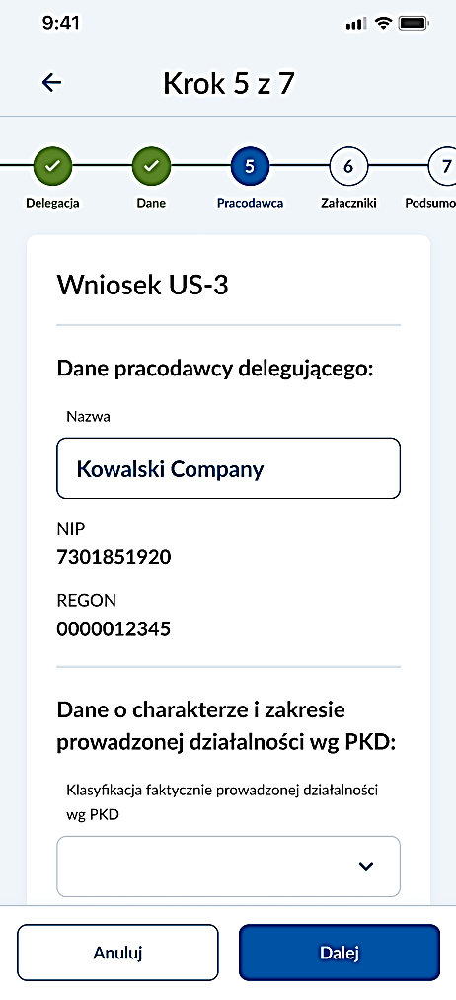 9:41
Krok 5 z 7
5
6
7
Delegacja
Dane
Pracodawca
Załaczniki
Podsumo
Wniosek US-3
Dane pracodawcy delegującego:
Nazwa
Kowalski Company
NIP
7301851920
REGON
0000012345
Dane o charakterze i zakresie
prowadzonej działalności wg PKD:
Klasyfikacja faktycznie prowadzonej działalności
wg PKD
Anuluj
Dalej